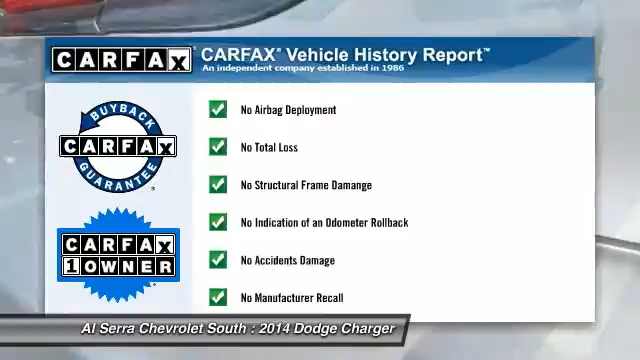 CARFAX
CARFAX® Vehicle History Report™
An independent company established in 1986
BUYBACK
CARFAX
GUARANTEE
CARFAX
1 OWNER
No Airbag Deployment
No Total Loss
No Structural Frame Damange
No Indication of an Odometer Rollback
No Accidents Damage
No Manufacturer Recall
Al Serra Chevrolet South : 2014 Dodge Charger